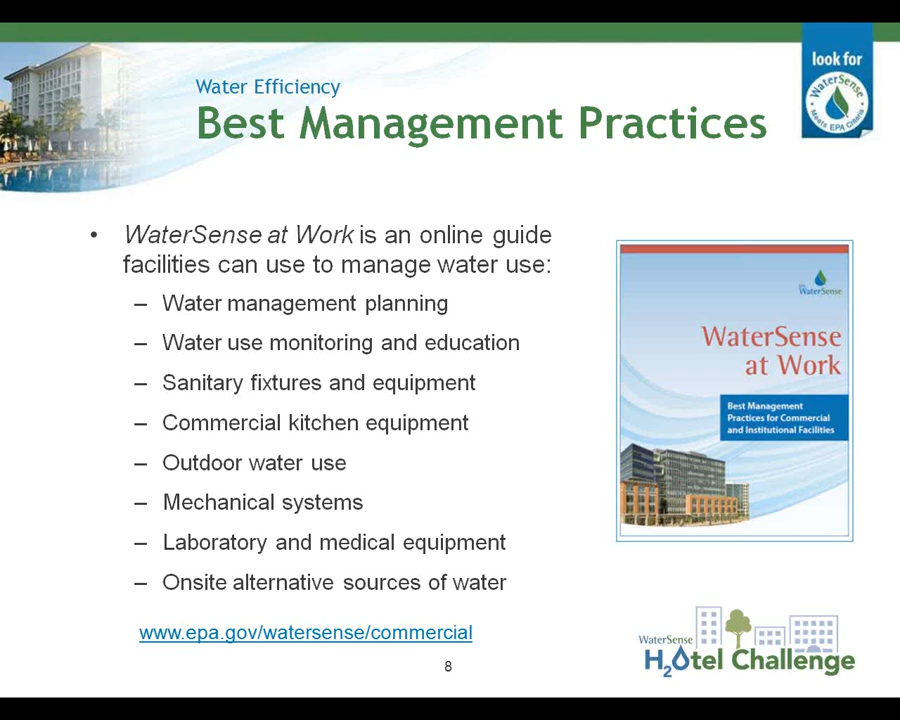 look for
WaterSense
Meets EPA Criteria
Water Efficiency
Best Management Practices
• WaterSense at Work is an online guide
facilities can use to manage water use:
– Water management planning
– Water use monitoring and education
– Sanitary fixtures and equipment
– Commercial kitchen equipment
– Outdoor water use
– Mechanical systems
– Laboratory and medical equipment
– Onsite alternative sources of water
www.epa.gov/watersense/commercial
WaterSense
WaterSense
at Work
Best Management
Practices for Commercial
and Institutional Facilities
8
WaterSense
H2Otel Challenge